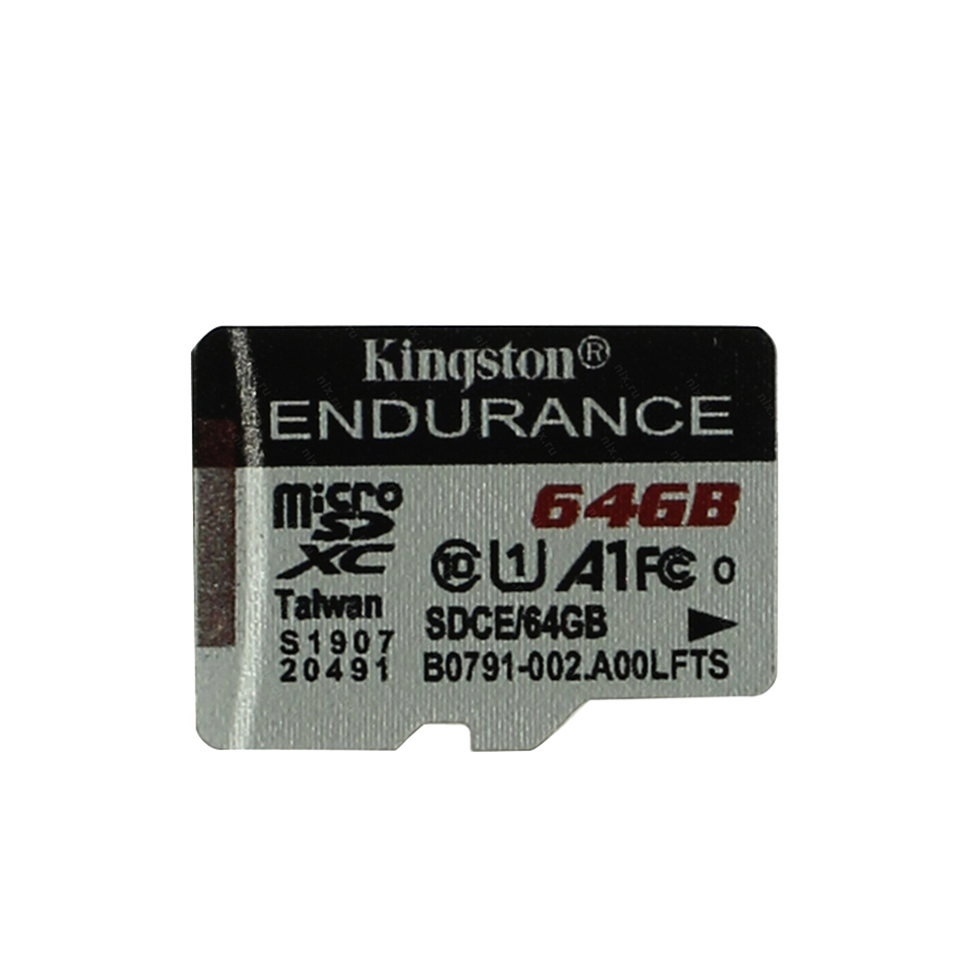 Kingston®
ENDURANCE
micro
SD
XC
64GB
10 U1 A1 FC o
Taiwan
SDCE/64GB
S1907
20491
B0791-002.A00LFTS